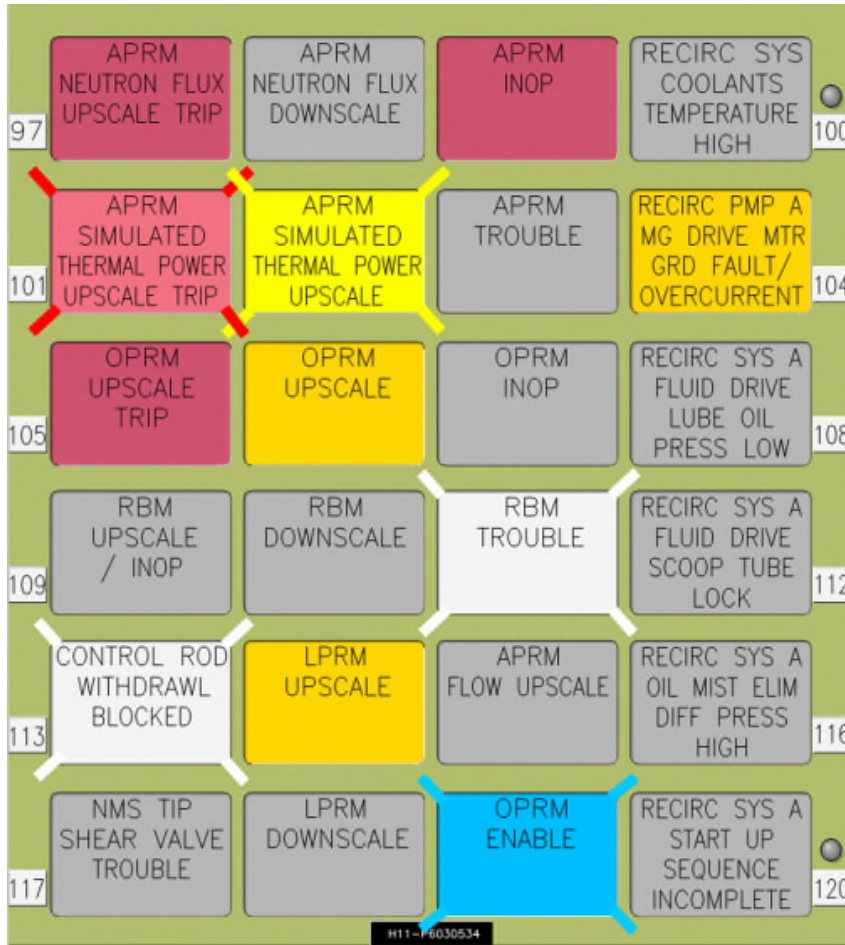 APRM
NEUTRON FLUX
UPSCALE TRIP
APRM
NEUTRON FLUX
DOWNSCALE
APRM
INOP
RECIRC SYS
COOLANTS
TEMPERATURE
HIGH
97
100
APRM
SIMULATED
THERMAL POWER
UPSCALE TRIP
APRM
SIMULATED
THERMAL POWER
UPSCALE
APRM
TROUBLE
RECIRC PMP A
MG DRIVE MTR
GRD FAULT/
OVERCURRENT
101
104
OPRM
UPSCALE
TRIP
OPRM
UPSCALE
OPRM
INOP
RECIRC SYS A
FLUID DRIVE
LUBE OIL
PRESS LOW
105
108
RBM
UPSCALE
/ INOP
RBM
DOWNSCALE
RBM
TROUBLE
RECIRC SYS A
FLUID DRIVE
SCOOP TUBE
LOCK
109
112
CONTROL ROD
WITHDRAWL
BLOCKED
LPRM
UPSCALE
APRM
FLOW UPSCALE
RECIRC SYS A
OIL MIST ELIM
DIFF PRESS
HIGH
113
116
NMS TIP
SHEAR VALVE
TROUBLE
LPRM
DOWNSCALE
OPRM
ENABLE
RECIRC SYS A
START UP
SEQUENCE
INCOMPLETE
117
120